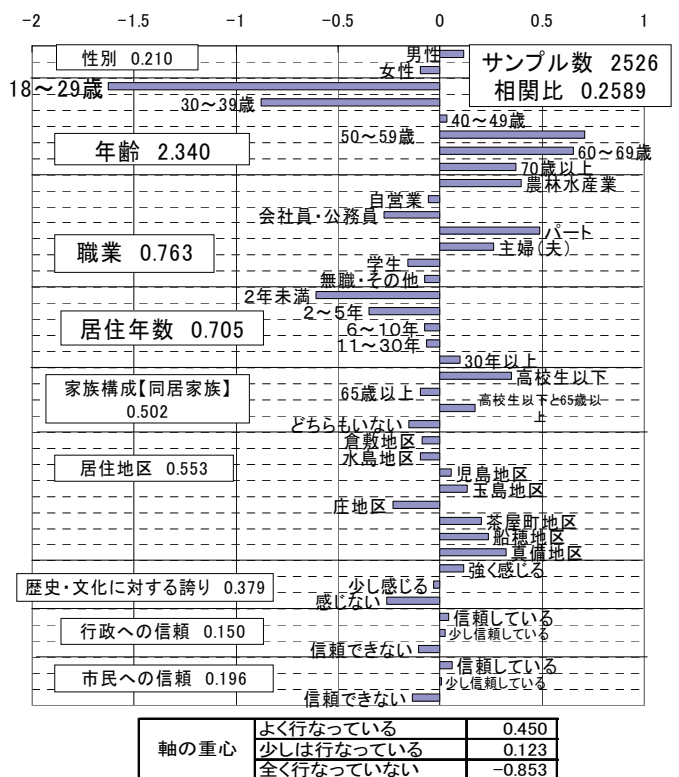 -2 -1.5 -1 -0.5 0 0.5 1
性別 0.210
男性
女性
サンプル数 2526
相関比 0.2589
18～29歳
30～39歳
40～49歳
50～59歳
60～69歳
70歳以上
年齢 2.340
農林水産業
自営業
会社員・公務員
パート
主婦(夫)
学生
無職・その他
職業 0.763
2年未満
2～5年
6～10年
11～30年
30年以上
居住年数 0.705
高校生以下
65歳以上
高校生以下と65歳以
上
どちらもいない
家族構成【同居家族】
0.502
倉敷地区
水島地区
児島地区
玉島地区
庄地区
茶屋町地区
船穂地区
真備地区
居住地区 0.553
強く感じる
少し感じる
感じない
歴史・文化に対する誇り 0.379
信頼している
少し信頼している
信頼できない
行政への信頼 0.150
信頼している
少し信頼している
信頼できない
市民への信頼 0.196
軸の重心
よく行なっている 0.450
少しは行なっている 0.123
全く行なっていない -0.853